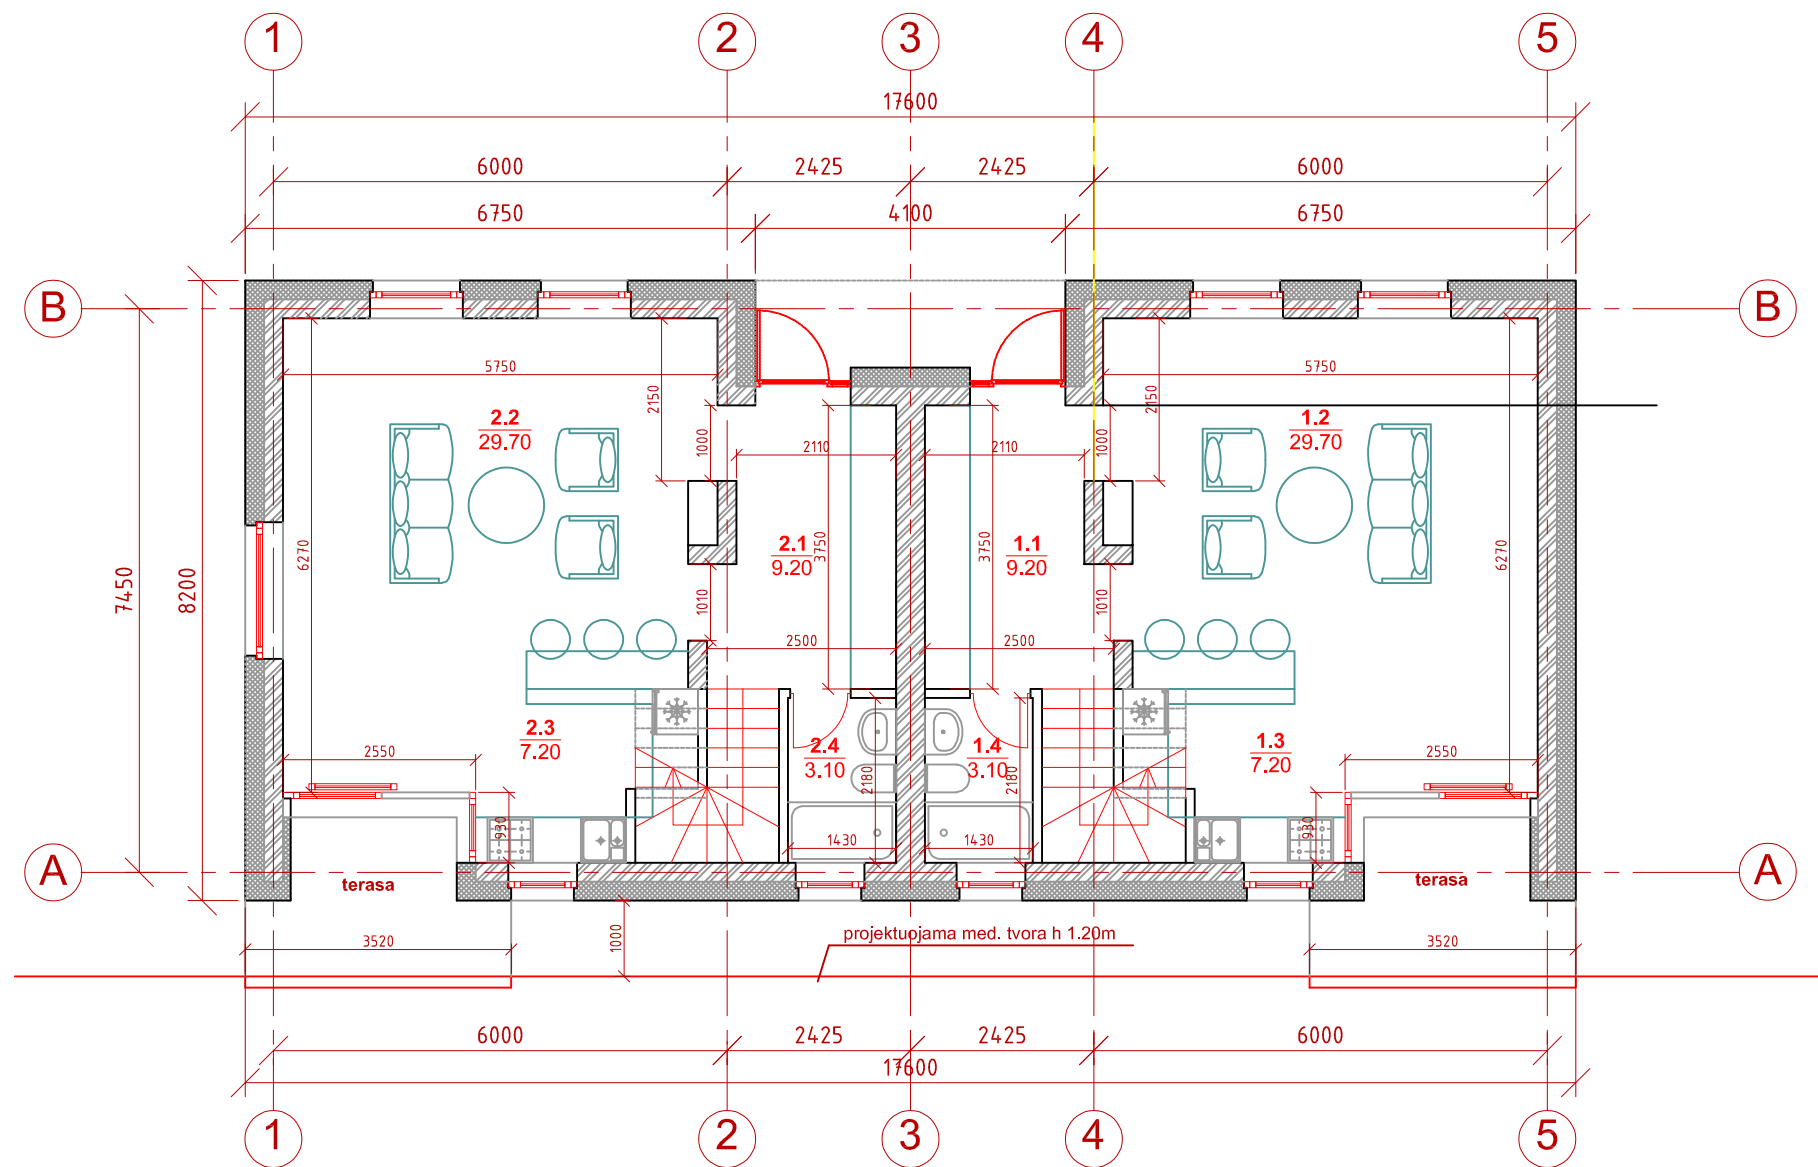 1 2 3 4 5
17600
6000 2425 2425 6000
6750 4100 6750
B B
5750 5750
2150 2150
2.2 1.2
29.70 29.70
1000 1000
2110 2110
6270 6270
2.1 1.1
9.20 9.20
3750 3750
7450 8200
1010 1010
2500 2500
2.3 2.4 1.4 1.3
7.20 3.10 3.10 7.20
2550 2550
2180 2180
930 930
1430 1430
A A
terasa terasa
3520 3520
1000
projektuojama med. tvora h 1.20m
6000 2425 2425 6000
17600
1 2 3 4 5